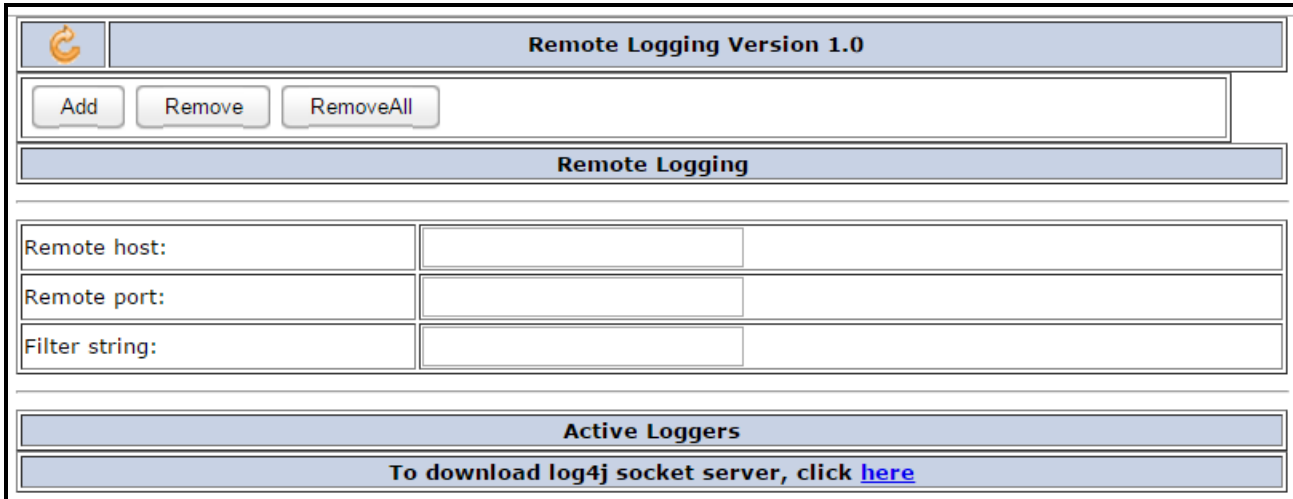 Remote Logging Version 1.0
Add Remove RemoveAll
Remote Logging
Remote host:
Remote port:
Filter string:
Active Loggers
To download log4j socket server, click here